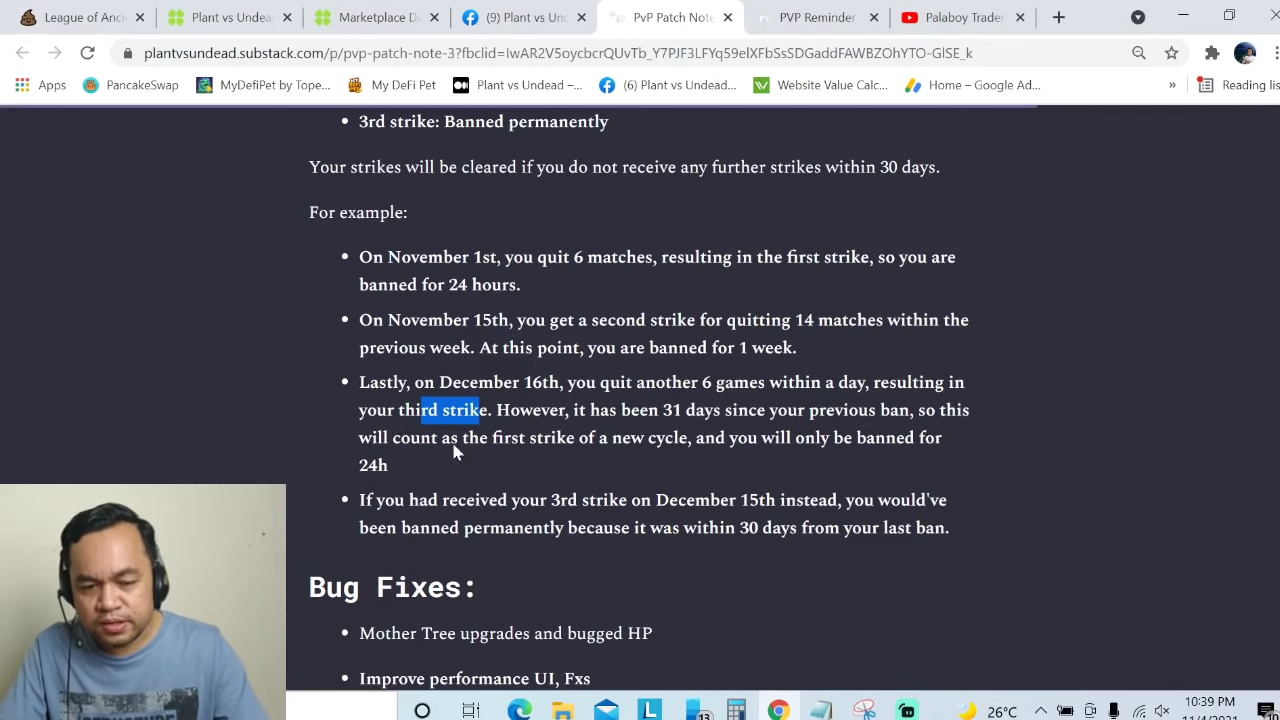 League of Anci
Plant vs Undea
Marketplace D
(9) Plant vs Unc
PvP Patch Note
PVP Reminder
Palaboy Trader
plantvsundead.substack.com/p/pvp-patch-note-3?fbclid=IwAR2V5oycbcrQUvTb_Y7PJF3LFYq59elXFbSsSDGaddFAWBZOhYTO-GlSE_k
Apps
PancakeSwap
MyDefiPet by Tope...
My DeFi Pet
Plant vs Undead –...
(6) Plant vs Undead...
Website Value Calc...
Home – Google Ad...
»
Reading list
• 3rd strike: Banned permanently
Your strikes will be cleared if you do not receive any further strikes within 30 days.
For example:
• On November 1st, you quit 6 matches, resulting in the first strike, so you are
banned for 24 hours.
• On November 15th, you get a second strike for quitting 14 matches within the
previous week. At this point, you are banned for 1 week.
• Lastly, on December 16th, you quit another 6 games within a day, resulting in
your third strike. However, it has been 31 days since your previous ban, so this
will count as the first strike of a new cycle, and you will only be banned for
24h
• If you had received your 3rd strike on December 15th instead, you would've
been banned permanently because it was within 30 days from your last ban.
Bug Fixes:
• Mother Tree upgrades and bugged HP
• Improve performance UI, Fxs
13
26°C
10:39 PM